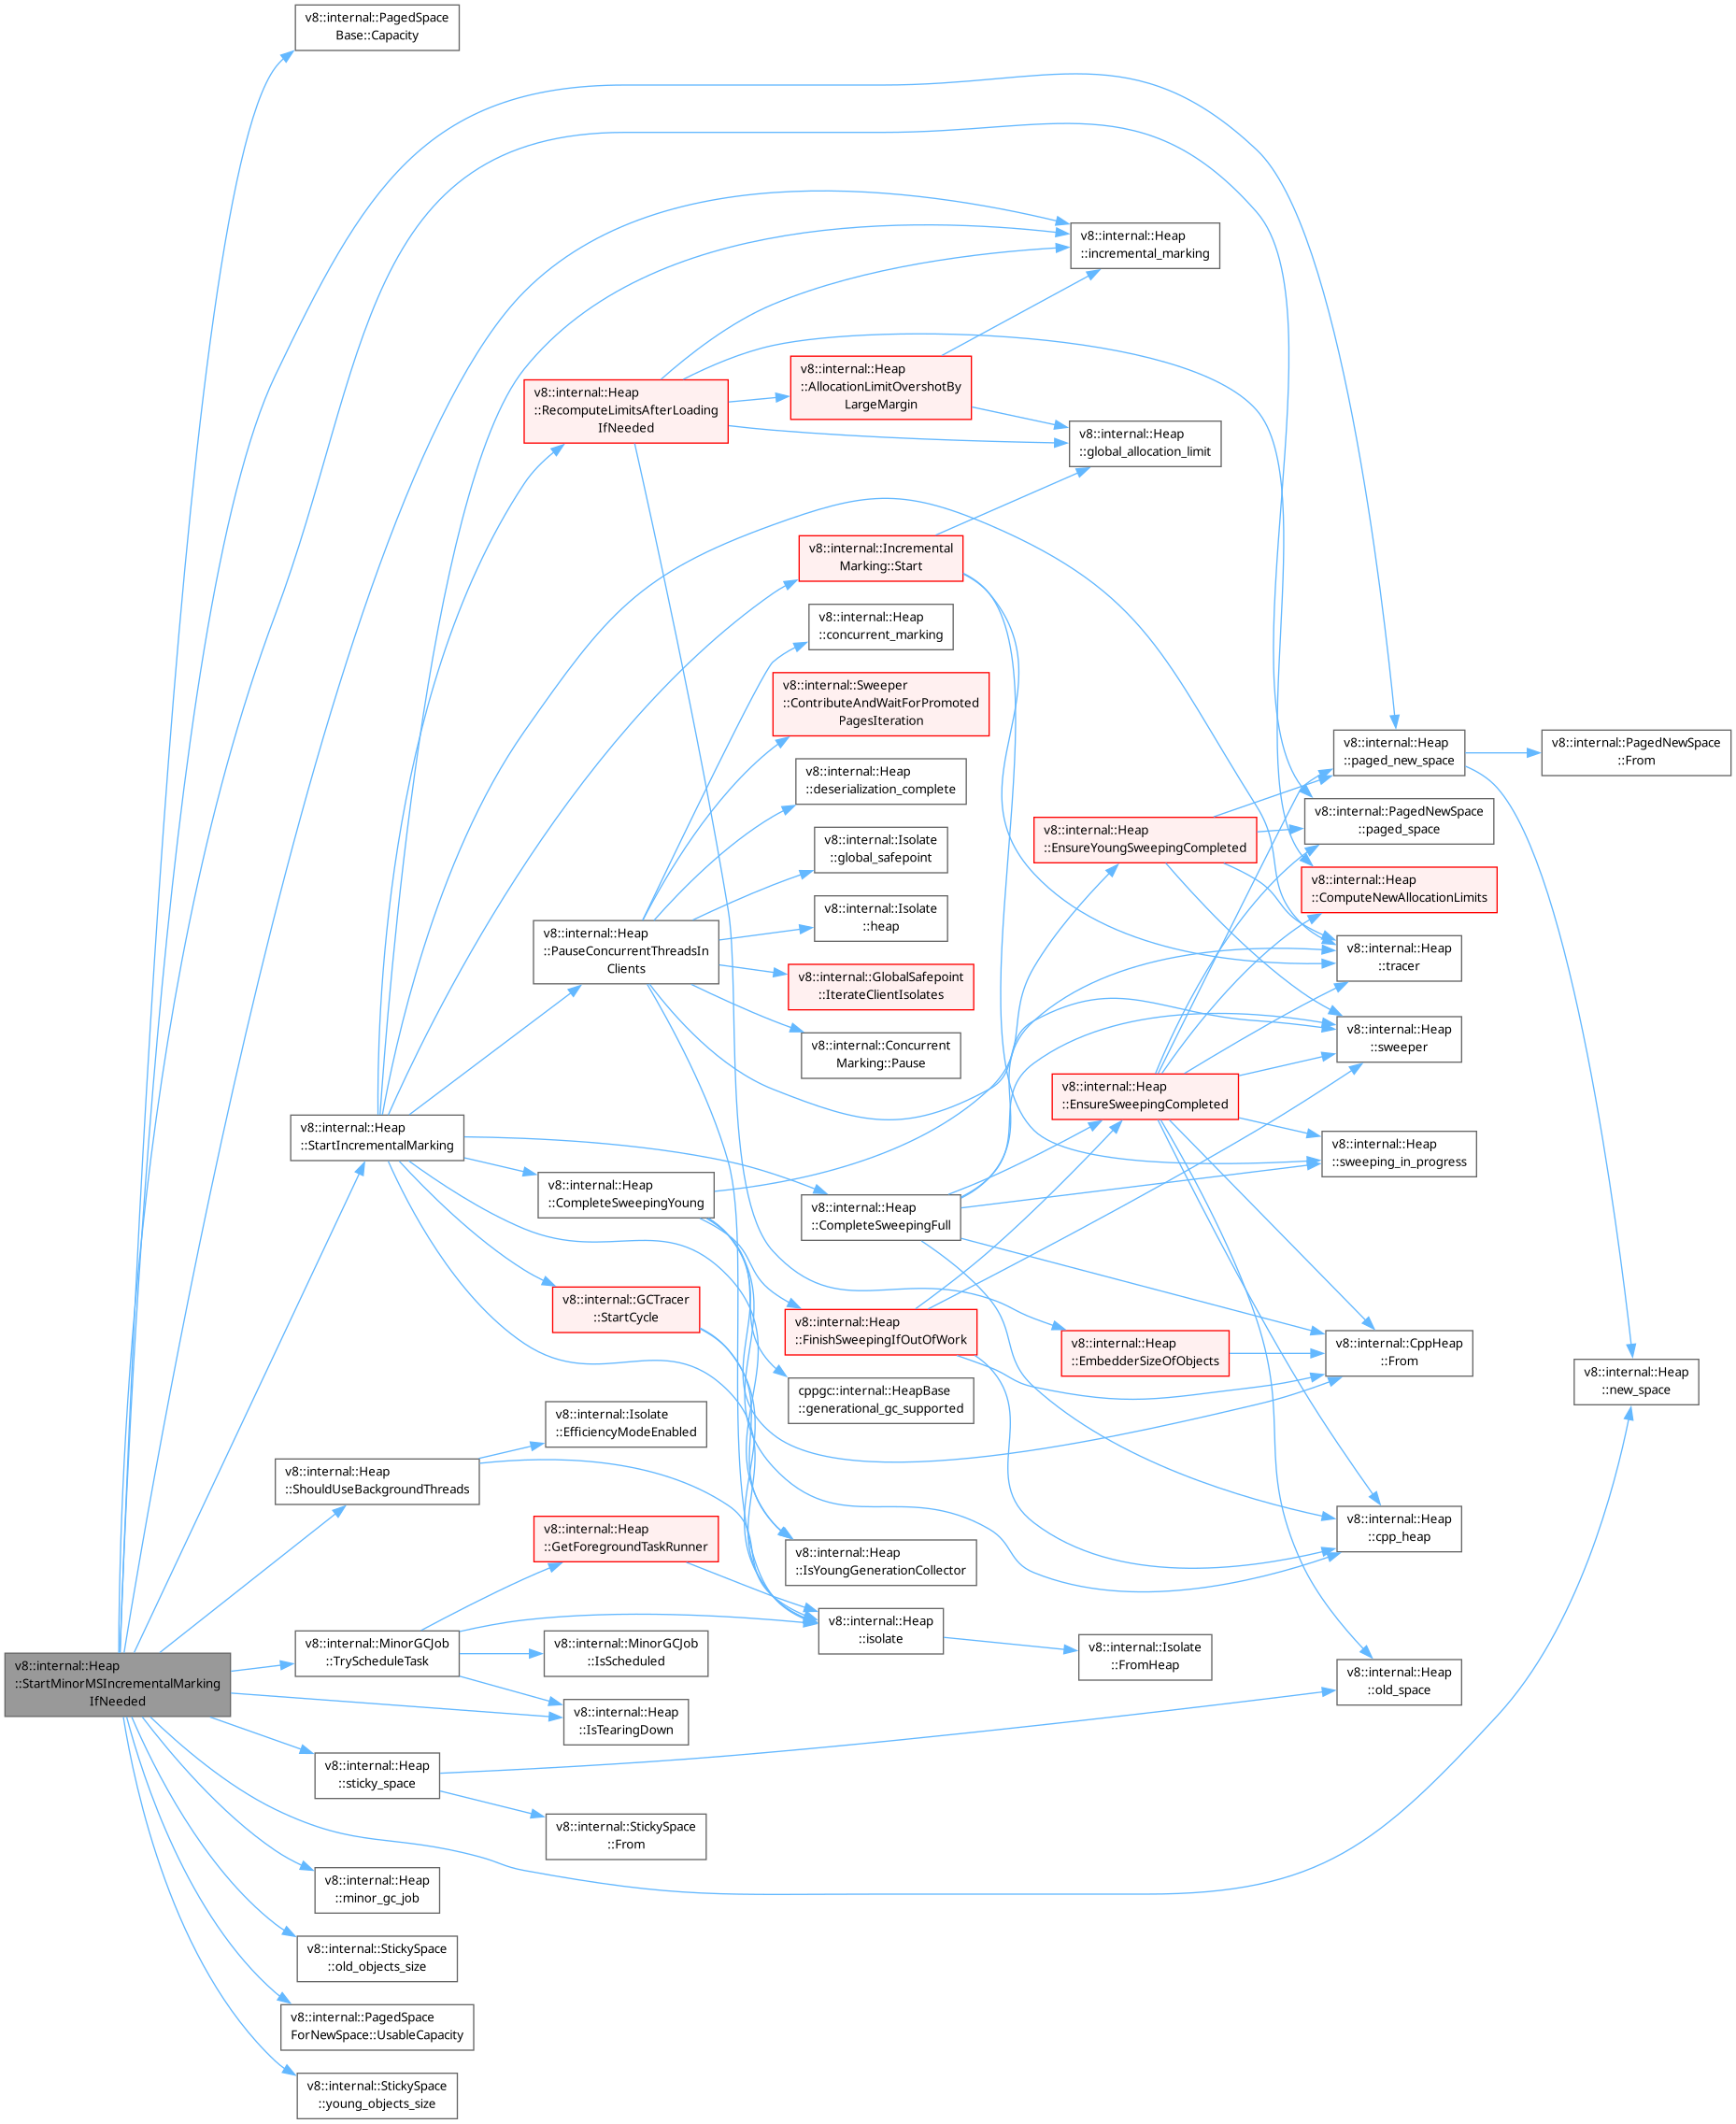 v8::internal::PagedSpace
Base::Capacity
v8::internal::Heap
::incremental_marking
v8::internal::Heap
::RecomputeLimitsAfterLoading
IfNeeded
v8::internal::Heap
::AllocationLimitOvershotBy
LargeMargin
v8::internal::Heap
::global_allocation_limit
v8::internal::Incremental
Marking::Start
v8::internal::Heap
::concurrent_marking
v8::internal::Sweeper
::ContributeAndWaitForPromoted
PagesIteration
v8::internal::Heap
::paged_new_space
v8::internal::PagedNewSpace
::From
v8::internal::Heap
::deserialization_complete
v8::internal::PagedNewSpace
::paged_space
v8::internal::Isolate
::global_safepoint
v8::internal::Heap
::EnsureYoungSweepingCompleted
v8::internal::Heap
::ComputeNewAllocationLimits
v8::internal::Isolate
::heap
v8::internal::Heap
::PauseConcurrentThreadsIn
Clients
v8::internal::Heap
::tracer
v8::internal::GlobalSafepoint
::IterateClientIsolates
v8::internal::Concurrent
Marking::Pause
v8::internal::Heap
::sweeper
v8::internal::Heap
::EnsureSweepingCompleted
v8::internal::Heap
::StartIncrementalMarking
v8::internal::Heap
::sweeping_in_progress
v8::internal::Heap
::CompleteSweepingYoung
v8::internal::Heap
::CompleteSweepingFull
v8::internal::GCTracer
::StartCycle
v8::internal::Heap
::FinishSweepingIfOutOfWork
v8::internal::Heap
::EmbedderSizeOfObjects
v8::internal::CppHeap
::From
v8::internal::Heap
::new_space
cppgc::internal::HeapBase
::generational_gc_supported
v8::internal::Isolate
::EfficiencyModeEnabled
v8::internal::Heap
::ShouldUseBackgroundThreads
v8::internal::Heap
::cpp_heap
v8::internal::Heap
::GetForegroundTaskRunner
v8::internal::Heap
::IsYoungGenerationCollector
v8::internal::Heap
::isolate
v8::internal::MinorGCJob
::TryScheduleTask
v8::internal::MinorGCJob
::IsScheduled
v8::internal::Isolate
::FromHeap
v8::internal::Heap
::StartMinorMSIncrementalMarking
IfNeeded
v8::internal::Heap
::old_space
v8::internal::Heap
::IsTearingDown
v8::internal::Heap
::sticky_space
v8::internal::StickySpace
::From
v8::internal::Heap
::minor_gc_job
v8::internal::StickySpace
::old_objects_size
v8::internal::PagedSpace
ForNewSpace::UsableCapacity
v8::internal::StickySpace
::young_objects_size